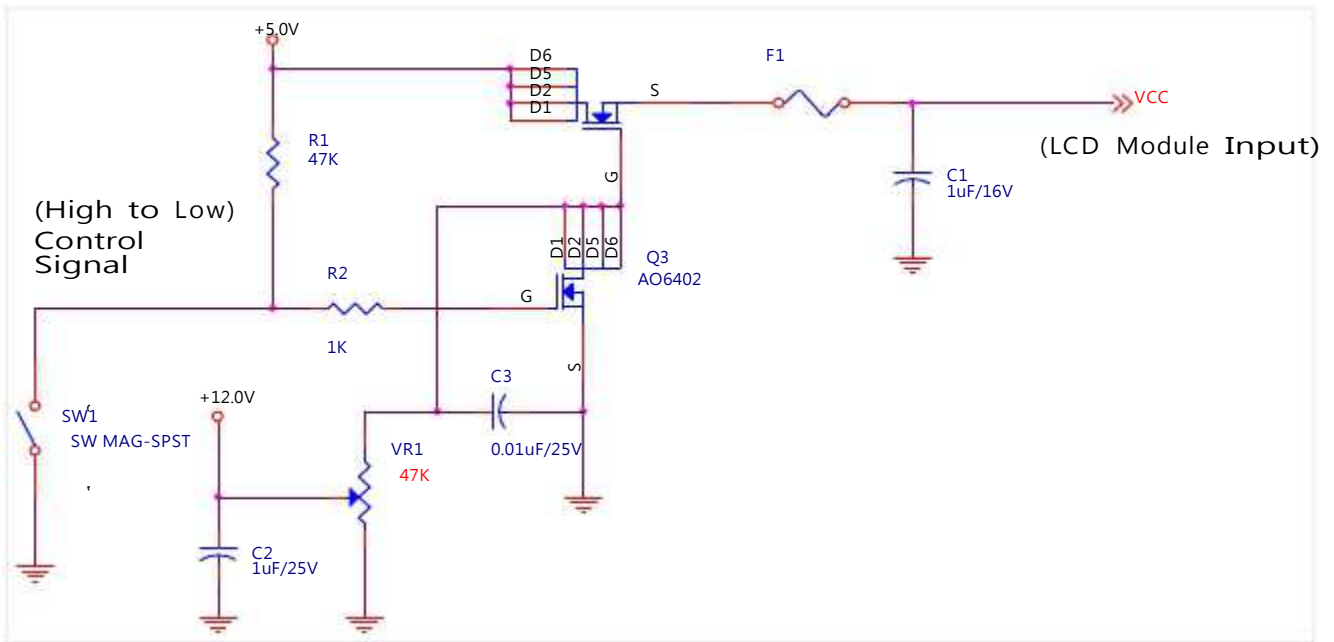 +5.0V
D6
D5
D2
D1
S
F1
VCC
(LCD Module Input)
R1
47K
C1
1uF/16V
G
(High to Low)
Control
Signal
D1
D2
D5
D6
Q3
AO6402
R2
G
1K
S
C3
+12.0V
SW1
SW MAG-SPST
VR1
0.01uF/25V
47K
C2
1uF/25V